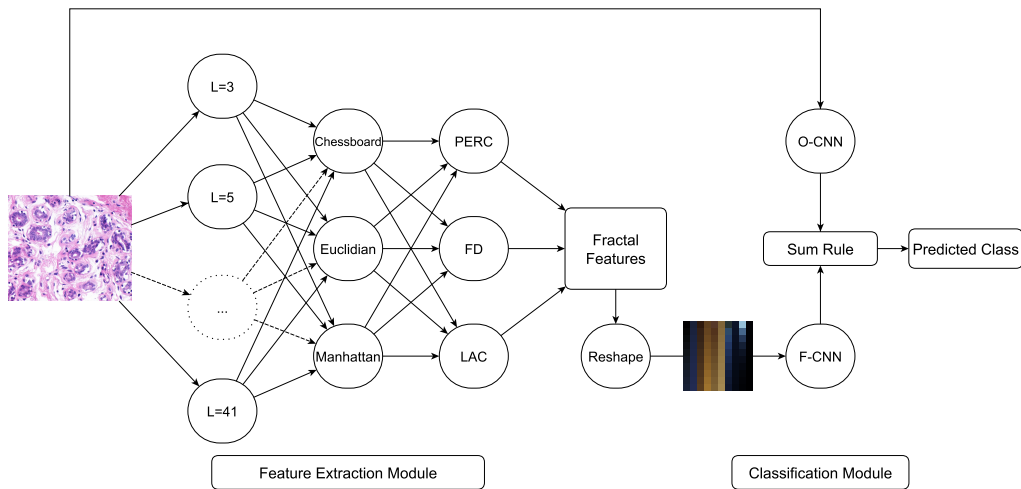 L=3
L=5
...
L=41
Chessboard
Euclidian
Manhattan
PERC
FD
LAC
Fractal
Features
Reshape
O-CNN
Sum Rule
Predicted Class
F-CNN
Feature Extraction Module
Classification Module